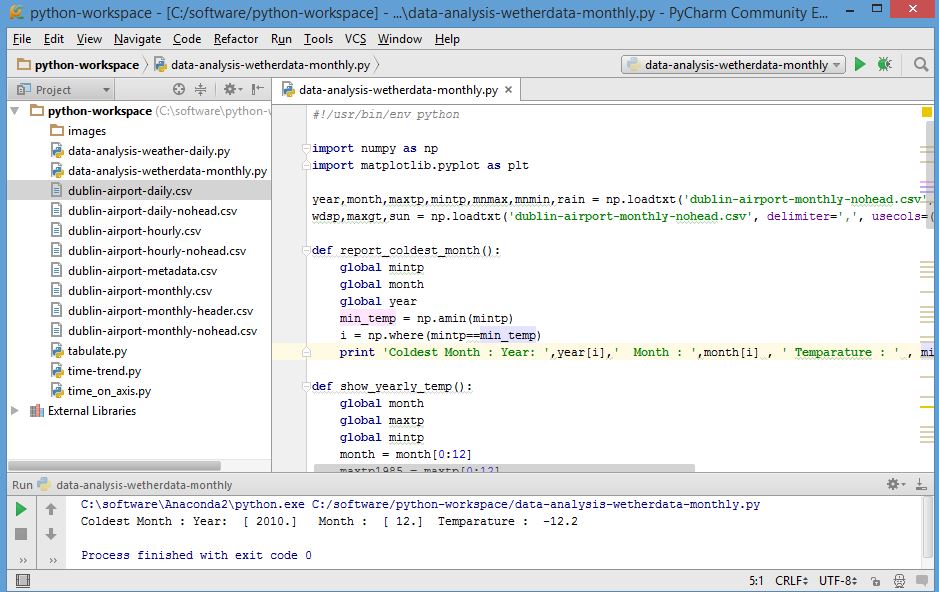 python-workspace - [C:/software/python-workspace] - ...\data-analysis-wetherdata-monthly.py - PyCharm Community E...
File Edit View Navigate Code Refactor Run Tools VCS Window Help
python-workspace data-analysis-wetherdata-monthly.py data-analysis-wetherdata-monthly
Project
data-analysis-wetherdata-monthly.py
python-workspace (C:\software\python-v
images
data-analysis-weather-daily.py
data-analysis-wetherdata-monthly.py
dublin-airport-daily.csv
dublin-airport-daily-nohead.csv
dublin-airport-hourly.csv
dublin-airport-hourly-nohead.csv
dublin-airport-metadata.csv
dublin-airport-monthly.csv
dublin-airport-monthly-header.csv
dublin-airport-monthly-nohead.csv
tabulate.py
time-trend.py
time_on_axis.py
External Libraries
#!/usr/bin/env python
import numpy as np
import matplotlib.pyplot as plt
year,month,maxtp,mintp,mnmax,mnmin,rain = np.loadtxt('dublin-airport-monthly-nohead.csv',
wdsp,maxgt,sun = np.loadtxt('dublin-airport-monthly-nohead.csv', delimiter=',', usecols=(
def report_coldest_month():
global mintp
global month
global year
min_temp = np.amin(mintp)
i = np.where(mintp==min_temp)
print 'Coldest Month : Year: ',year[i],'  Month : ',month[i] , ' Temparature : ' , mi
def show_yearly_temp():
global month
global maxtp
global mintp
month = month[0:12]
maxtp1985 = maxtp[0:12]
Run data-analysis-wetherdata-monthly
C:\software\Anaconda2\python.exe C:/software/python-workspace/data-analysis-wetherdata-monthly.py
Coldest Month : Year:  [ 2010.]   Month :  [ 12.]  Temparature :  -12.2
Process finished with exit code 0
5:1 CRLF UTF-8